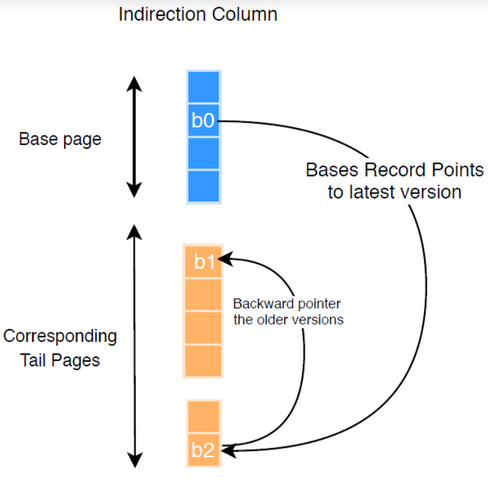 Indirection Column
Base page
b0
Bases Record Points
to latest version
b1
Backward pointer
the older versions
Corresponding
Tail Pages
b2